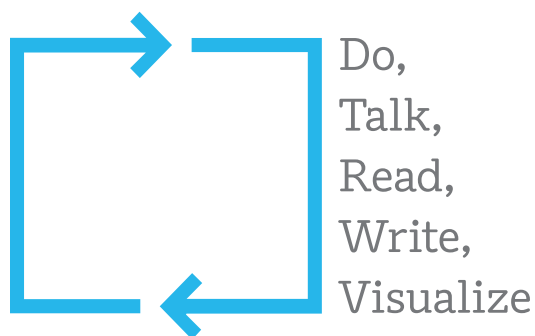 Do,
Talk,
Read,
Write,
Visualize